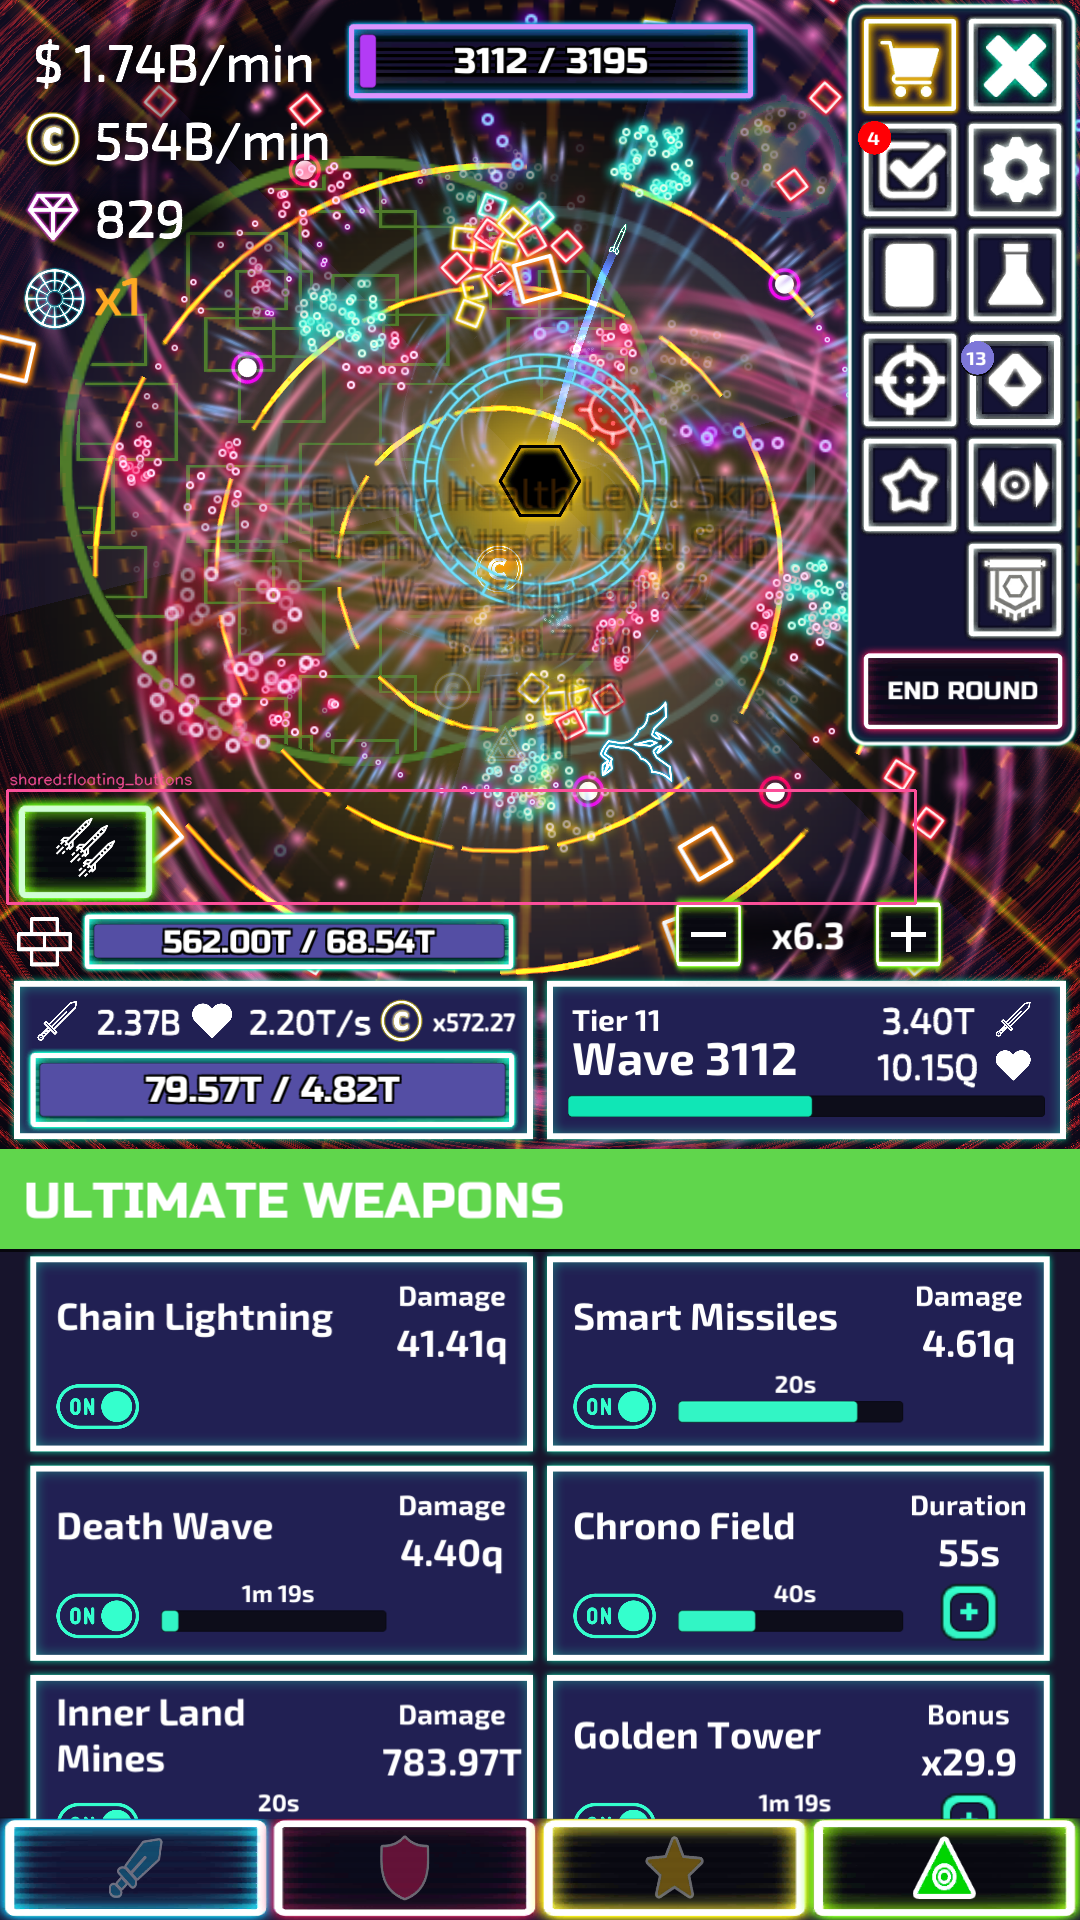 $ 1.74B/min
3112 / 3195
C 554B/min
829
x1
4
13
Enemy Health Level Skip
Enemy Attack Level Skip
Wave Skipped x2
$438.72M
END ROUND
shared:floating_buttons
562.00T / 68.54T
x6.3
2.37B 2.20T/s C x572.27
79.57T / 4.82T
Tier 11
Wave 3112
3.40T
10.15Q
ULTIMATE WEAPONS
Chain Lightning
Damage
41.41q
ON
Smart Missiles
Damage
4.61q
20s
ON
Death Wave
Damage
4.40q
1m 19s
ON
Chrono Field
Duration
55s
40s
ON
Inner Land
Mines
Damage
783.97T
20s
Golden Tower
Bonus
x29.9
1m 19s